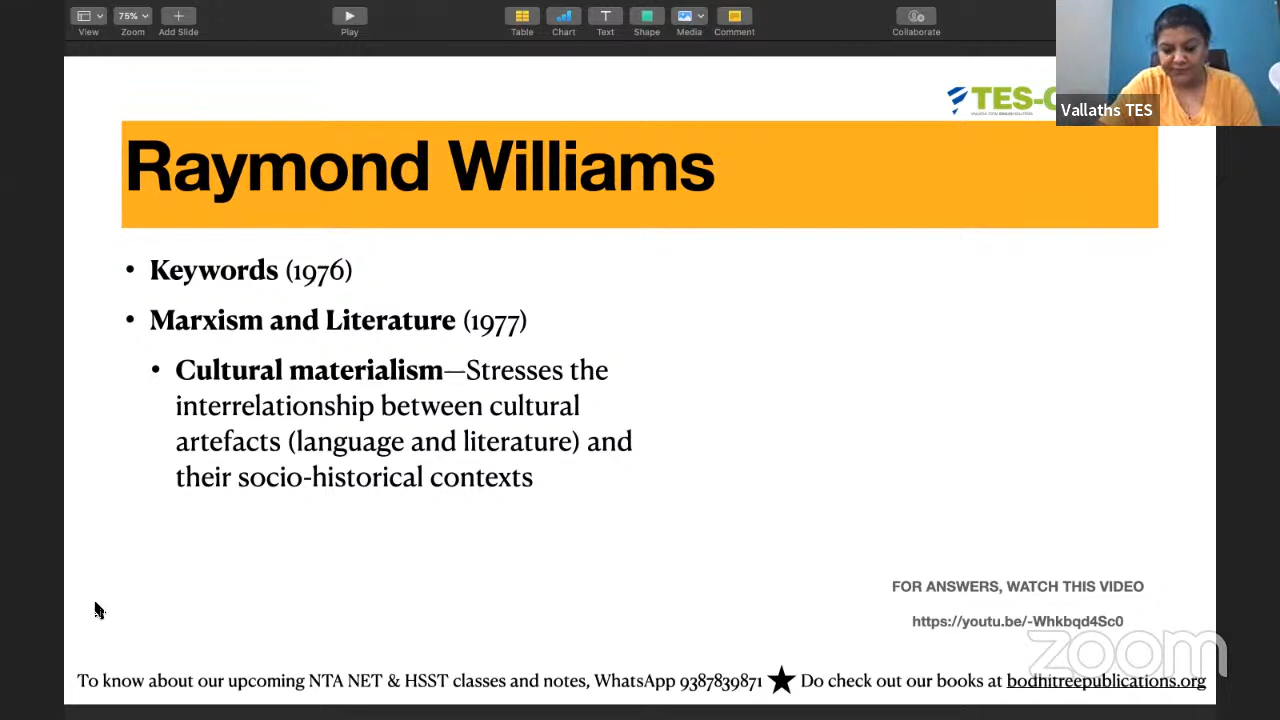 75%
View
Zoom
Add Slide
Play
Table
Chart
Text
Shape
Media
Comment
Collaborate
Vallaths TES
TES-
Raymond Williams
• Keywords (1976)
• Marxism and Literature (1977)
• Cultural materialism—Stresses the
interrelationship between cultural
artefacts (language and literature) and
their socio-historical contexts
FOR ANSWERS, WATCH THIS VIDEO
https://youtu.be/-Whkbqd4Sc0
zoom
To know about our upcoming NTA NET & HSST classes and notes, WhatsApp 9387839871 ★ Do check out our books at bodhitreepublications.org